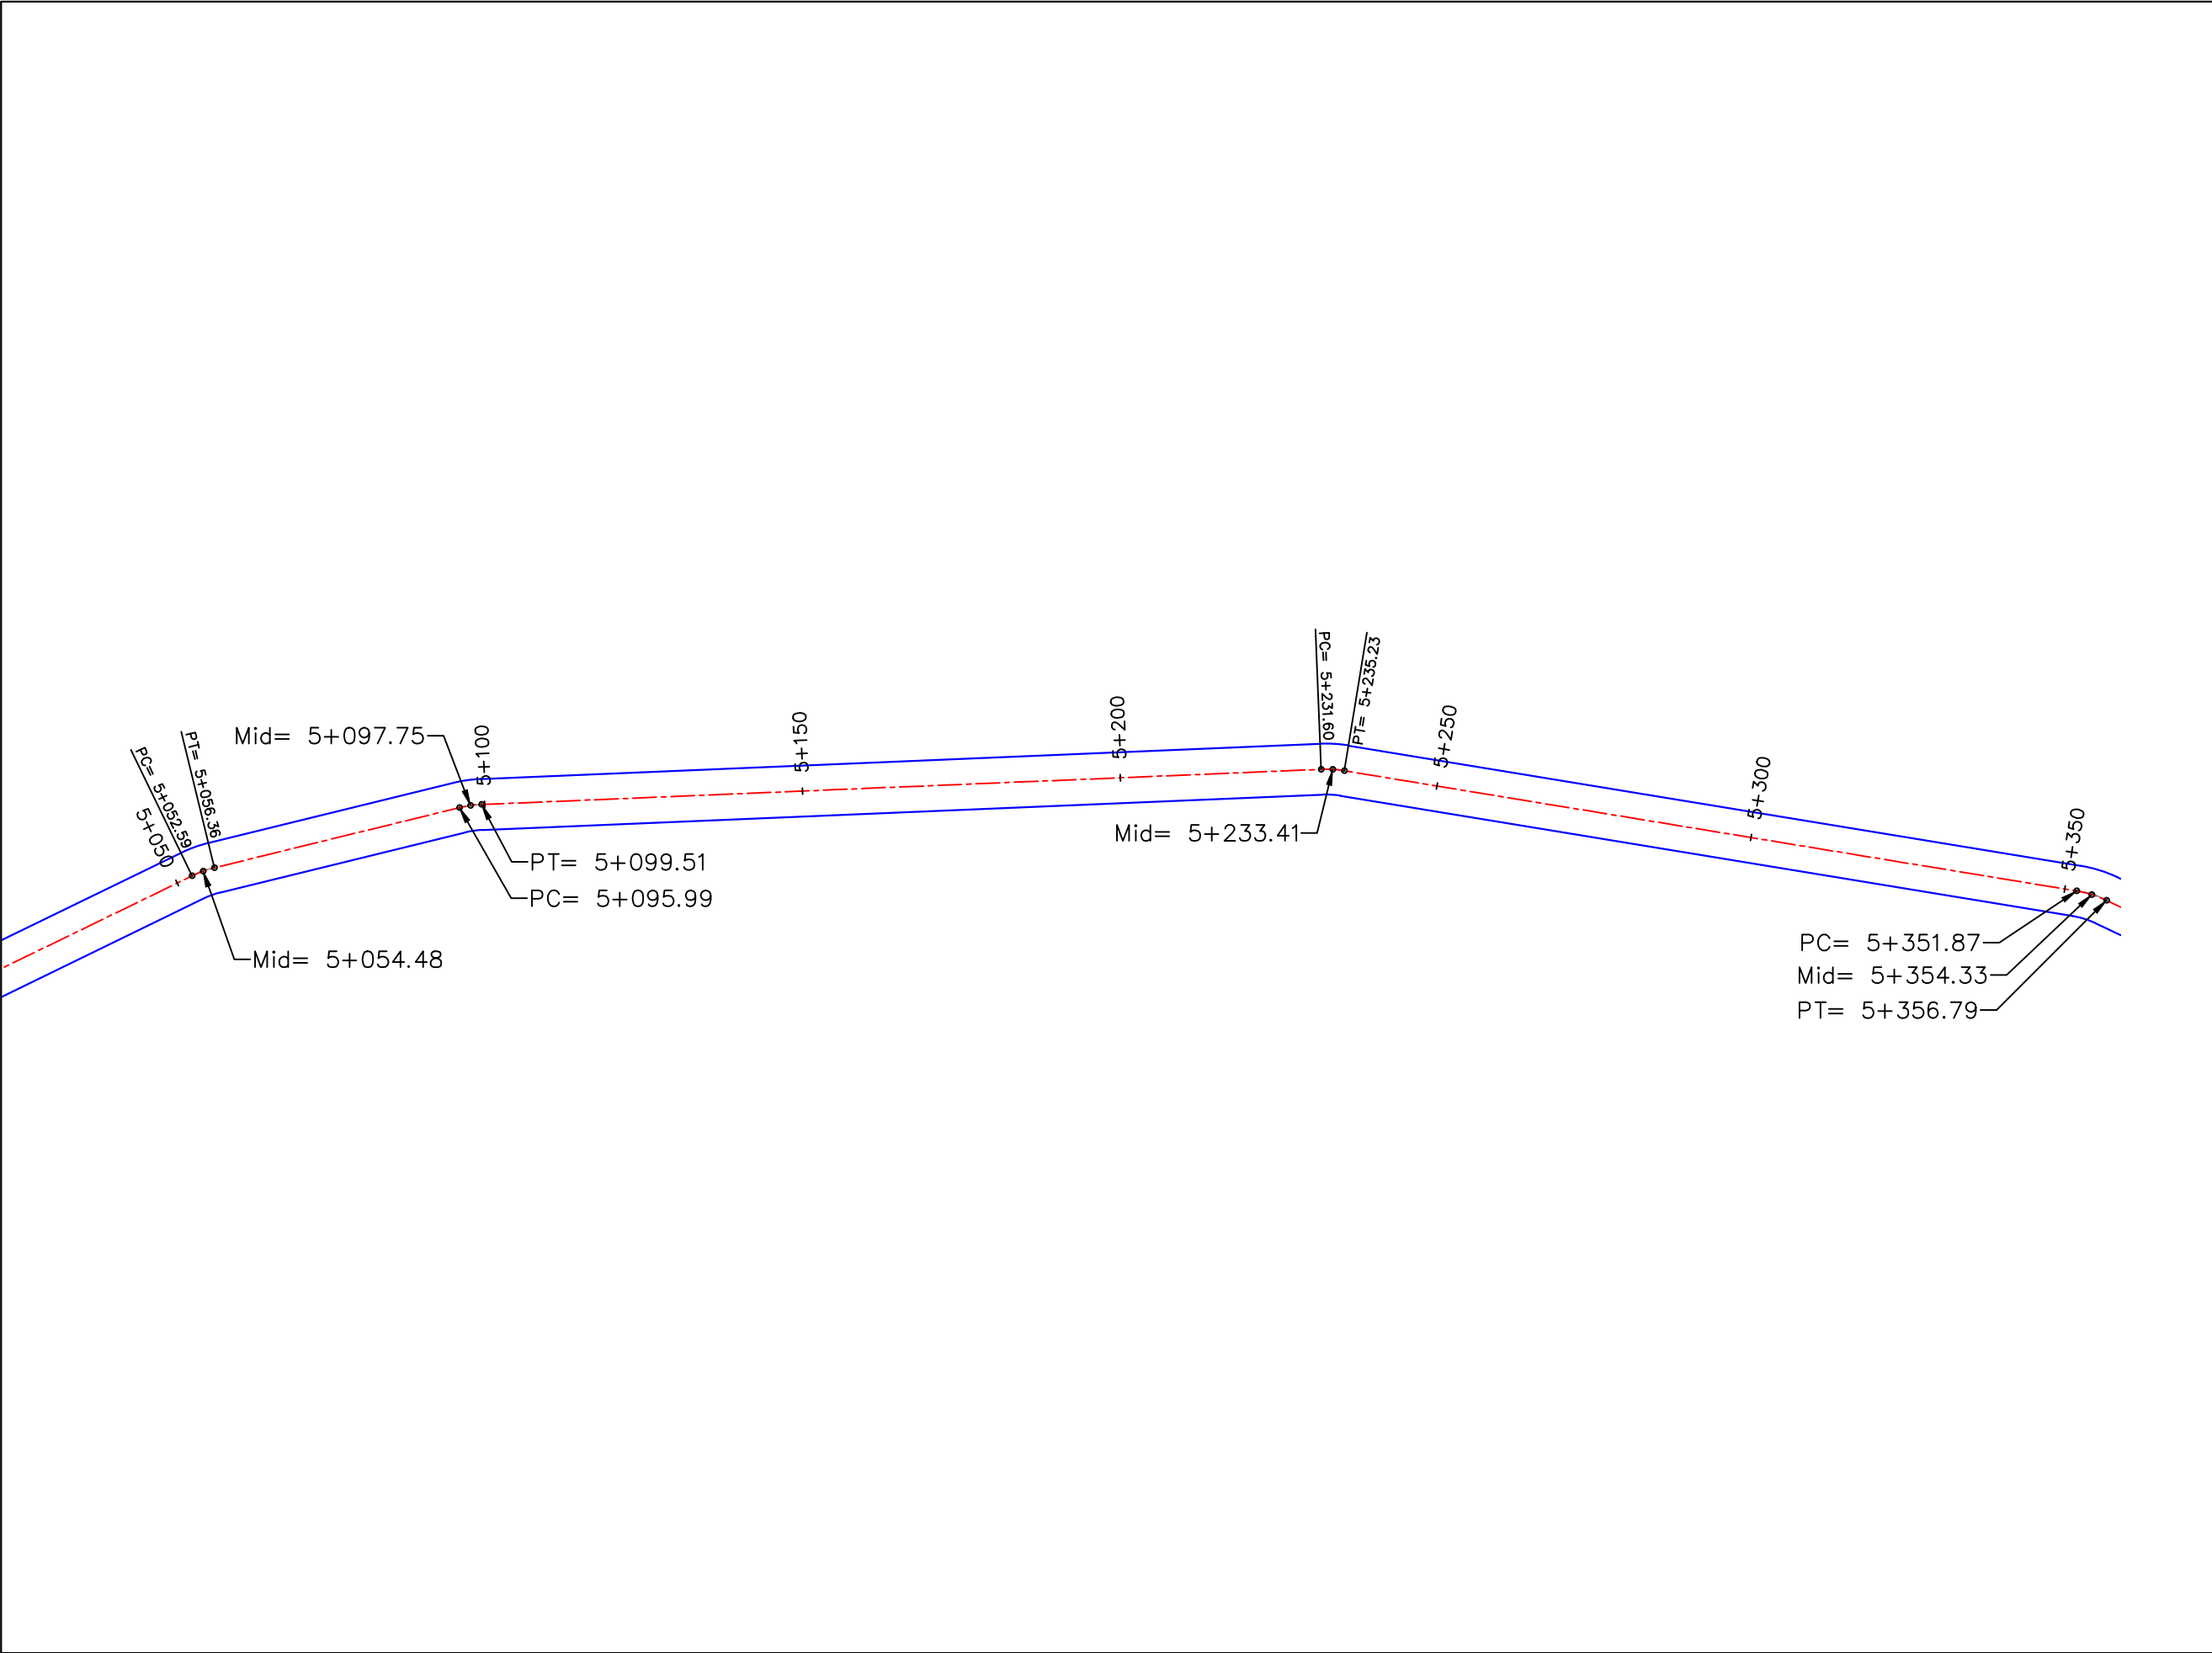 PC= 5+052.59
PT= 5+056.36
5+050
Mid= 5+054.48
Mid= 5+097.75
5+100
PT= 5+099.51
PC= 5+095.99
5+150
5+200
PC= 5+231.60
PT= 5+235.23
Mid= 5+233.41
5+250
5+300
5+350
PC= 5+351.87
Mid= 5+354.33
PT= 5+356.79